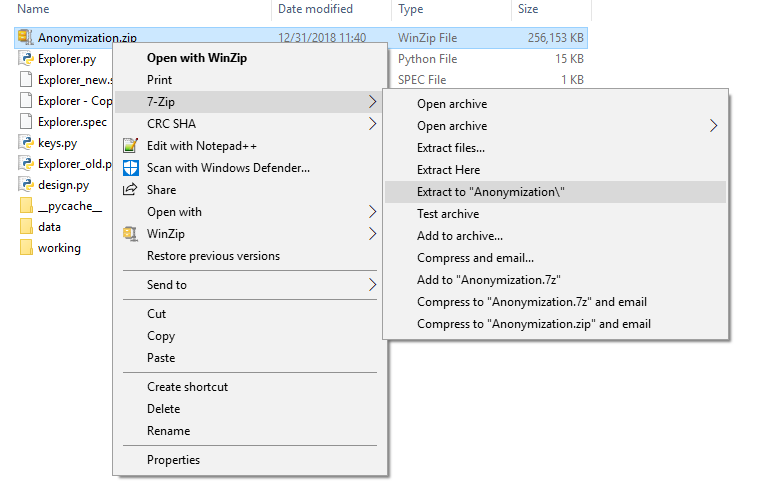 Name Date modified Type Size
Anonymization.zip 12/31/2018 11:40 WinZip File 256,153 KB
Explorer.py Python File 15 KB
Explorer_new.s SPEC File 1 KB
Explorer - Cop
Explorer.spec
keys.py
Explorer_old.p
design.py
__pycache__
data
working
Open with WinZip
Print
7-Zip
CRC SHA
Edit with Notepad++
Scan with Windows Defender...
Share
Open with
WinZip
Restore previous versions
Send to
Cut
Copy
Paste
Create shortcut
Delete
Rename
Properties
Open archive
Open archive
Extract files...
Extract Here
Extract to "Anonymization\"
Test archive
Add to archive...
Compress and email...
Add to "Anonymization.7z"
Compress to "Anonymization.7z" and email
Compress to "Anonymization.zip" and email